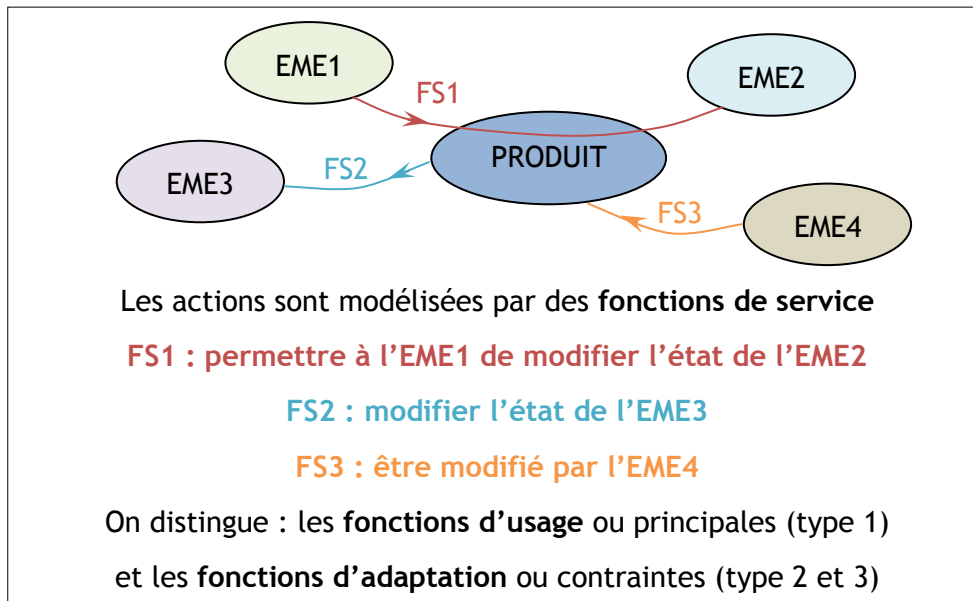 EME1
EME2
FS1
PRODUIT
FS2
EME3
FS3
EME4
Les actions sont modélisées par des fonctions de service
FS1 : permettre à l’EME1 de modifier l’état de l’EME2
FS2 : modifier l’état de l’EME3
FS3 : être modifié par l’EME4
On distingue : les fonctions d’usage ou principales (type 1)
et les fonctions d’adaptation ou contraintes (type 2 et 3)